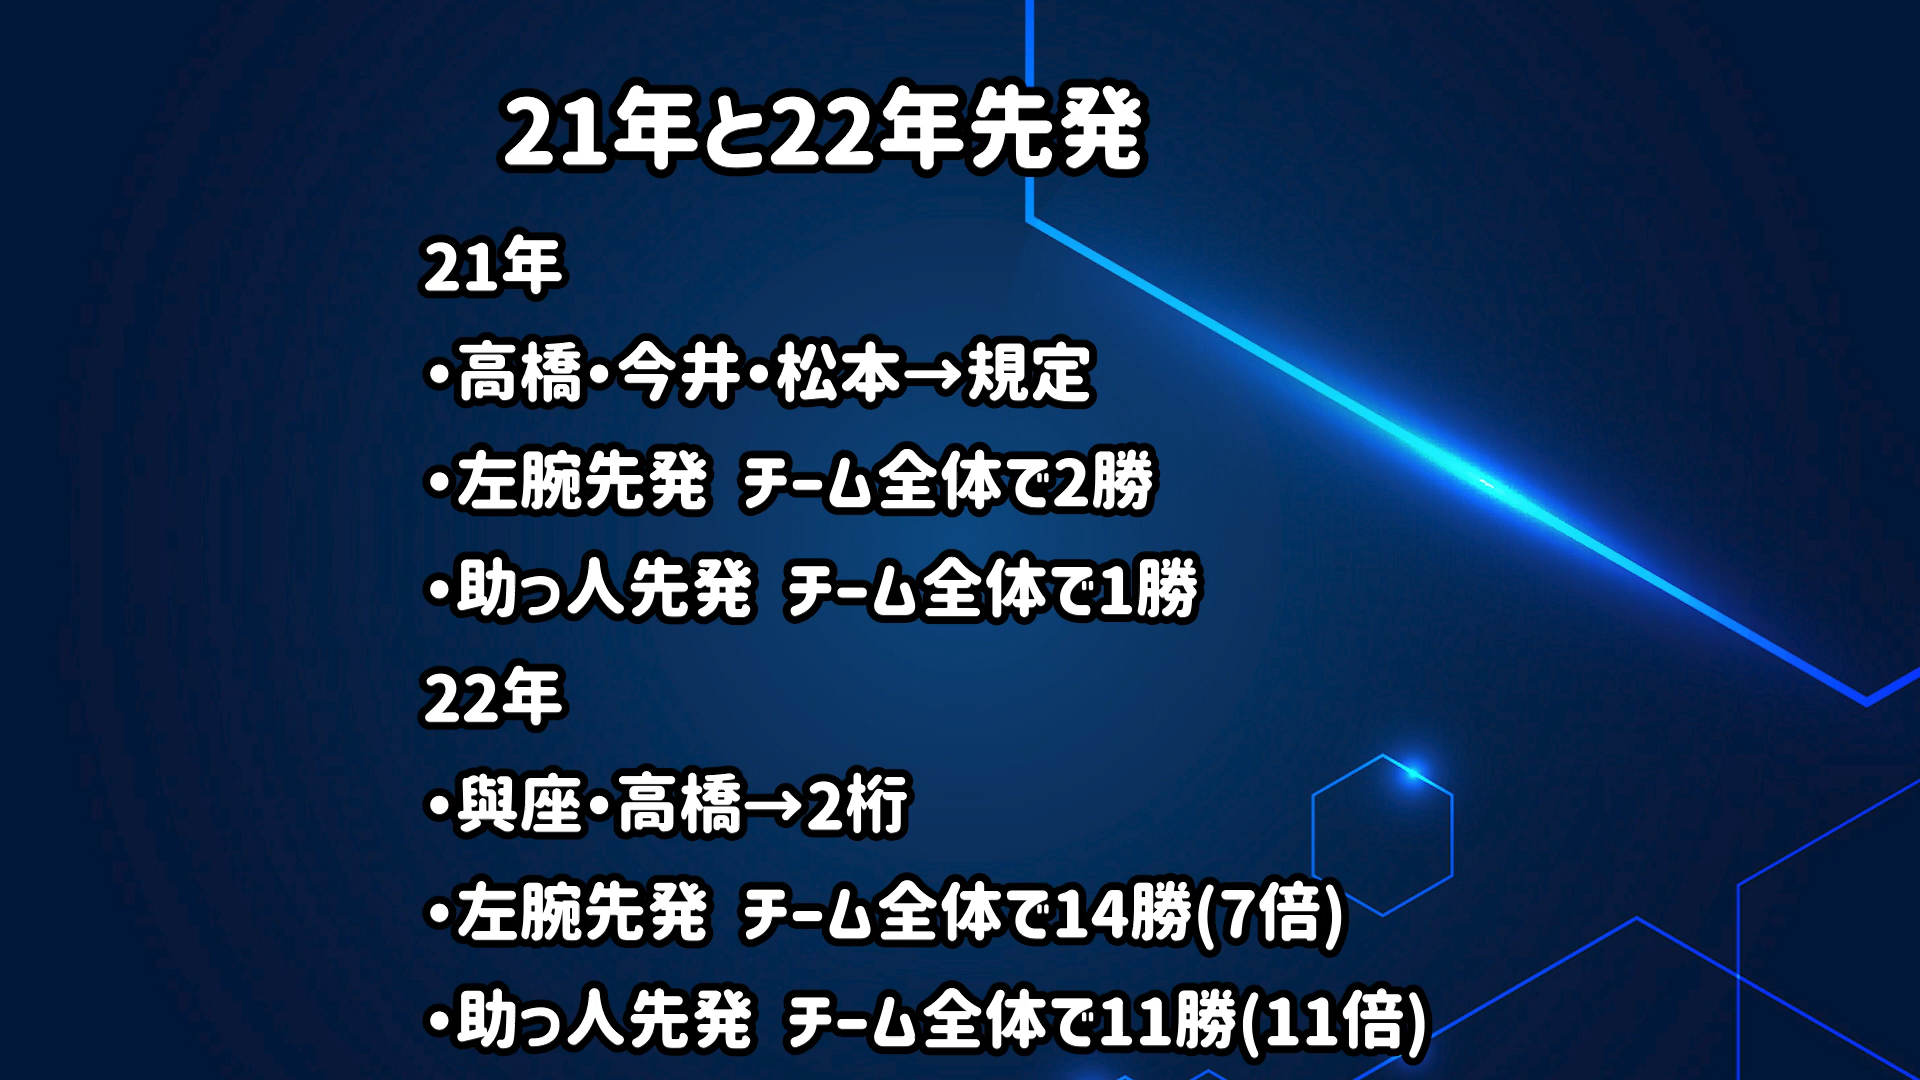 21年と22年先発
21年
・高橋・今井・松本→規定
・左腕先発 チーム全体で2勝
・助っ人先発 チーム全体で1勝
22年
・與座・高橋→2桁
・左腕先発 チーム全体で14勝(7倍)
・助っ人先発 チーム全体で11勝(11倍)